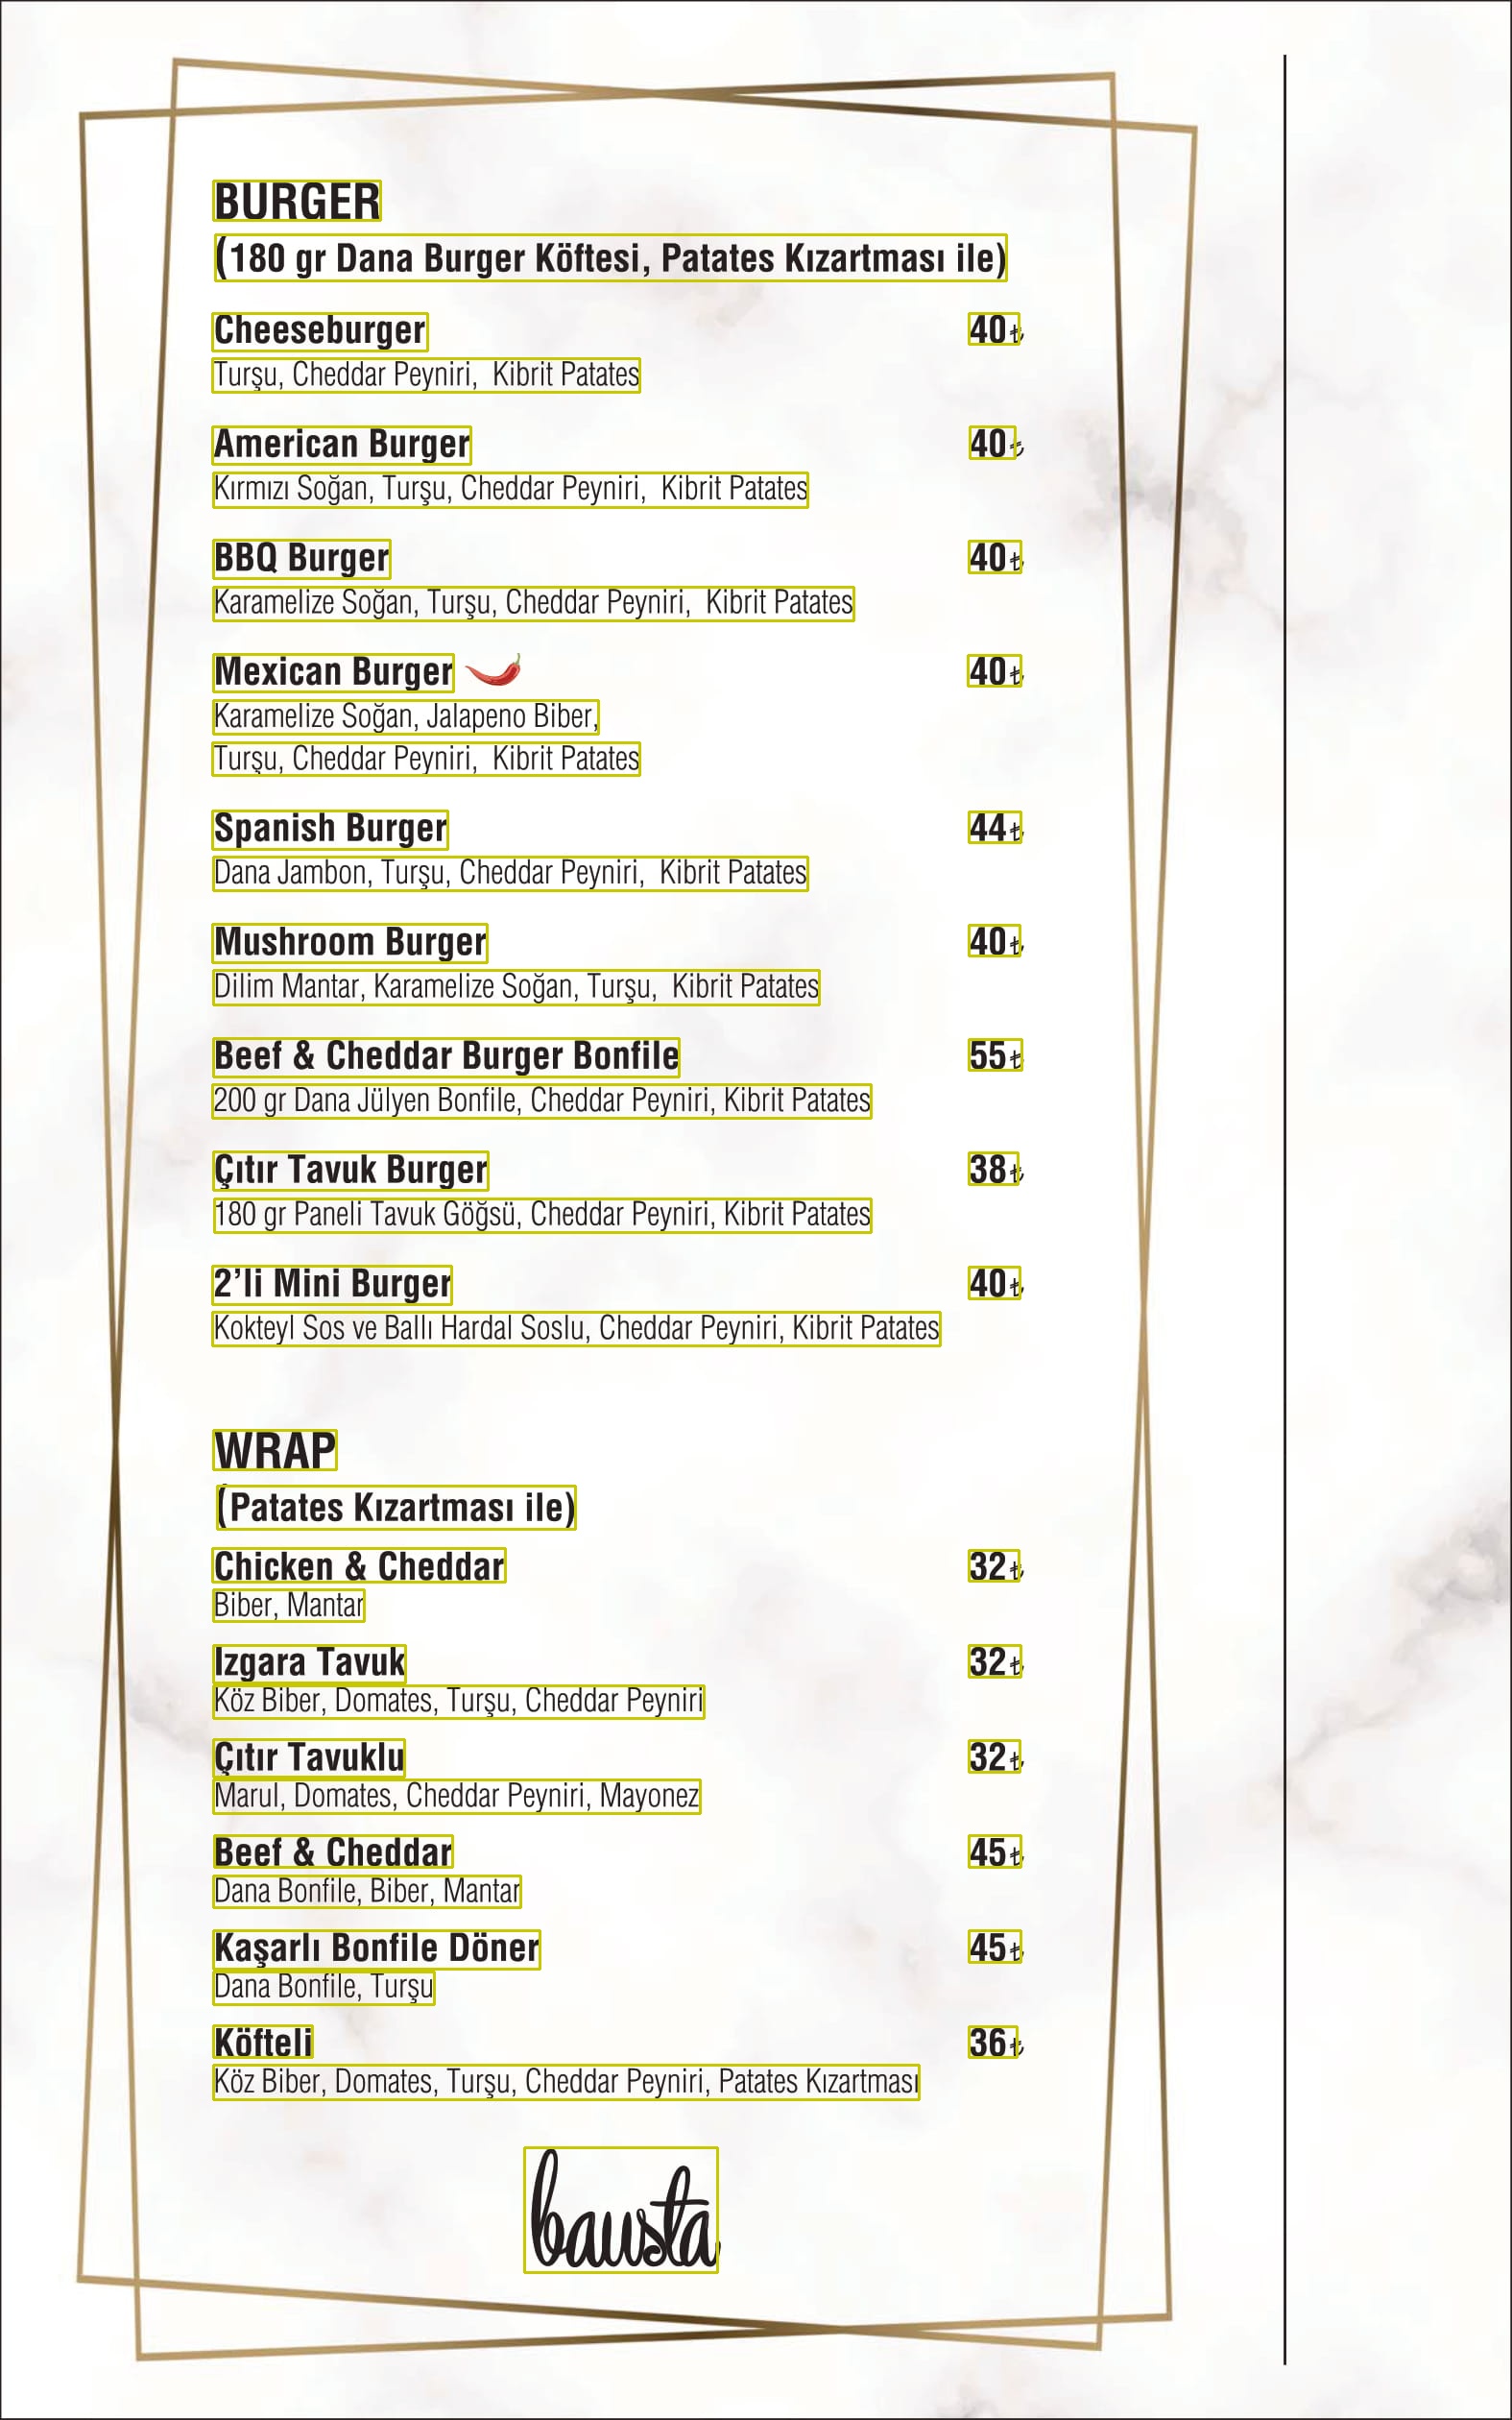 BURGER
(180 gr Dana Burger Köftesi, Patates Kızartması ile)
Cheeseburger 40₺
Turşu, Cheddar Peyniri, Kibrit Patates
American Burger 40₺
Kırmızı Soğan, Turşu, Cheddar Peyniri, Kibrit Patates
BBQ Burger 40₺
Karamelize Soğan, Turşu, Cheddar Peyniri, Kibrit Patates
Mexican Burger 40₺
Karamelize Soğan, Jalapeno Biber,
Turşu, Cheddar Peyniri, Kibrit Patates
Spanish Burger 44₺
Dana Jambon, Turşu, Cheddar Peyniri, Kibrit Patates
Mushroom Burger 40₺
Dilim Mantar, Karamelize Soğan, Turşu, Kibrit Patates
Beef & Cheddar Burger Bonfile 55₺
200 gr Dana Jülyen Bonfile, Cheddar Peyniri, Kibrit Patates
Çıtır Tavuk Burger 38₺
180 gr Paneli Tavuk Göğsü, Cheddar Peyniri, Kibrit Patates
2'li Mini Burger 40₺
Kokteyl Sos ve Ballı Hardal Soslu, Cheddar Peyniri, Kibrit Patates
WRAP
(Patates Kızartması ile)
Chicken & Cheddar 32₺
Biber, Mantar
Izgara Tavuk 32₺
Köz Biber, Domates, Turşu, Cheddar Peyniri
Çıtır Tavuklu 32₺
Marul, Domates, Cheddar Peyniri, Mayonez
Beef & Cheddar 45₺
Dana Bonfile, Biber, Mantar
Kaşarlı Bonfile Döner 45₺
Dana Bonfile, Turşu
Köfteli 36₺
Köz Biber, Domates, Turşu, Cheddar Peyniri, Patates Kızartması
bausta